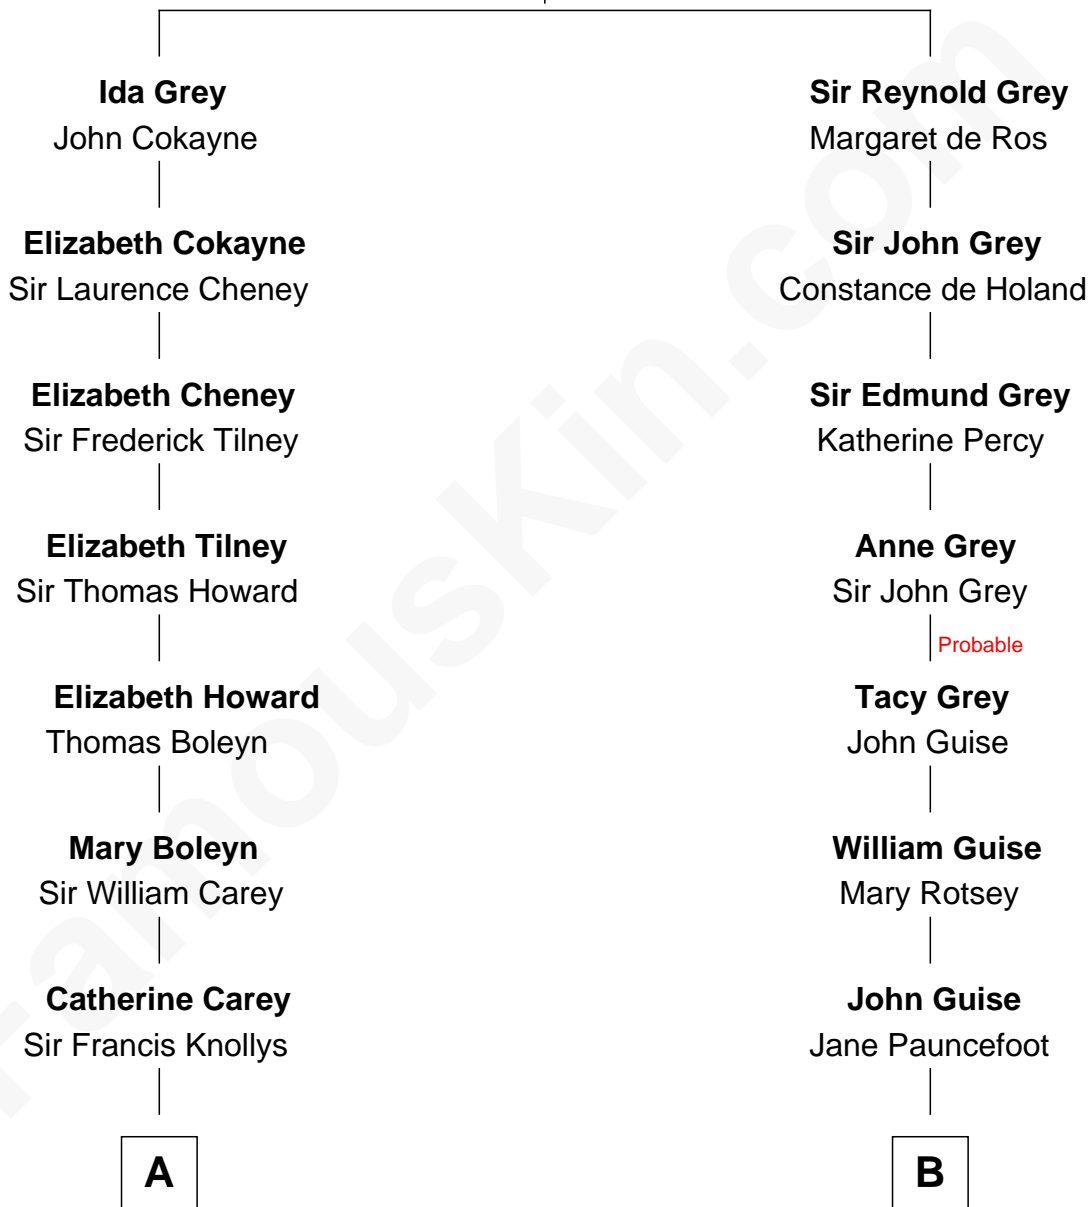 Ida Grey
John Cokayne
Elizabeth Cokayne
Sir Laurence Cheney
Elizabeth Cheney
Sir Frederick Tilney
Elizabeth Tilney
Sir Thomas Howard
Elizabeth Howard
Thomas Boleyn
Mary Boleyn
Sir William Carey
Catherine Carey
Sir Francis Knollys
A
Sir Reynold Grey
Margaret de Ros
Sir John Grey
Constance de Holand
Sir Edmund Grey
Katherine Percy
Anne Grey
Sir John Grey
Probable
Tacy Grey
John Guise
William Guise
Mary Rotsey
John Guise
Jane Pauncefoot
B
FamousKin.com